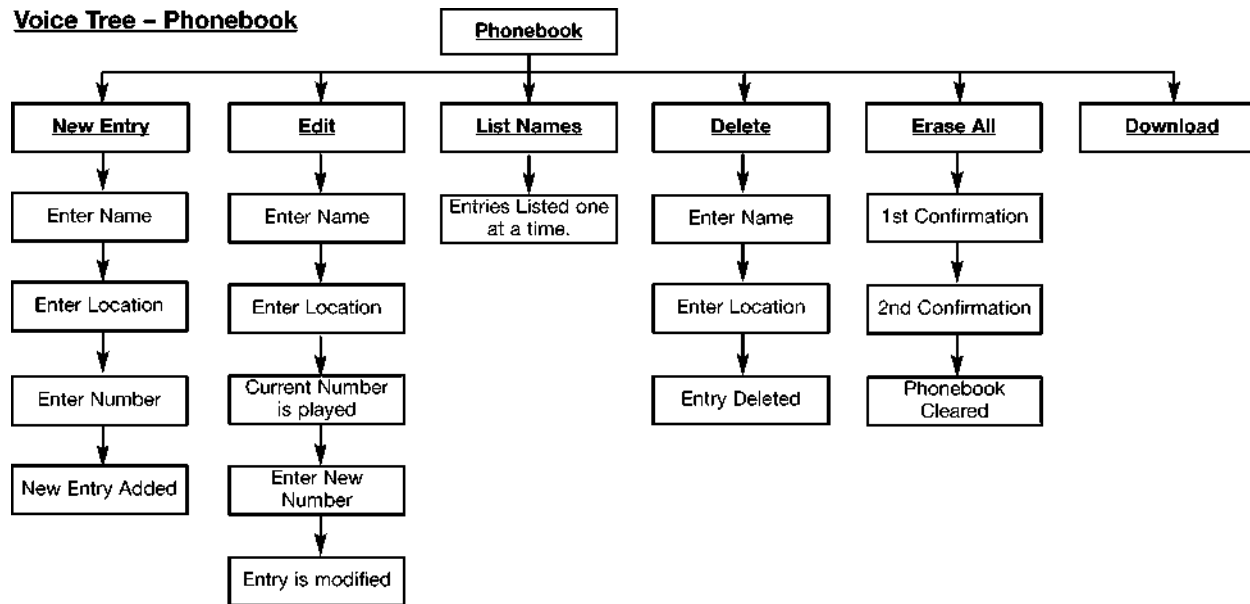 Voice Tree – Phonebook
Phonebook
New Entry
Edit
List Names
Delete
Erase All
Download
Enter Name
Enter Name
Entries Listed one
at a time.
Enter Name
1st Confirmation
Enter Location
Enter Location
Enter Location
2nd Confirmation
Enter Number
Current Number
is played
Entry Deleted
Phonebook
Cleared
New Entry Added
Enter New
Number
Entry is modified